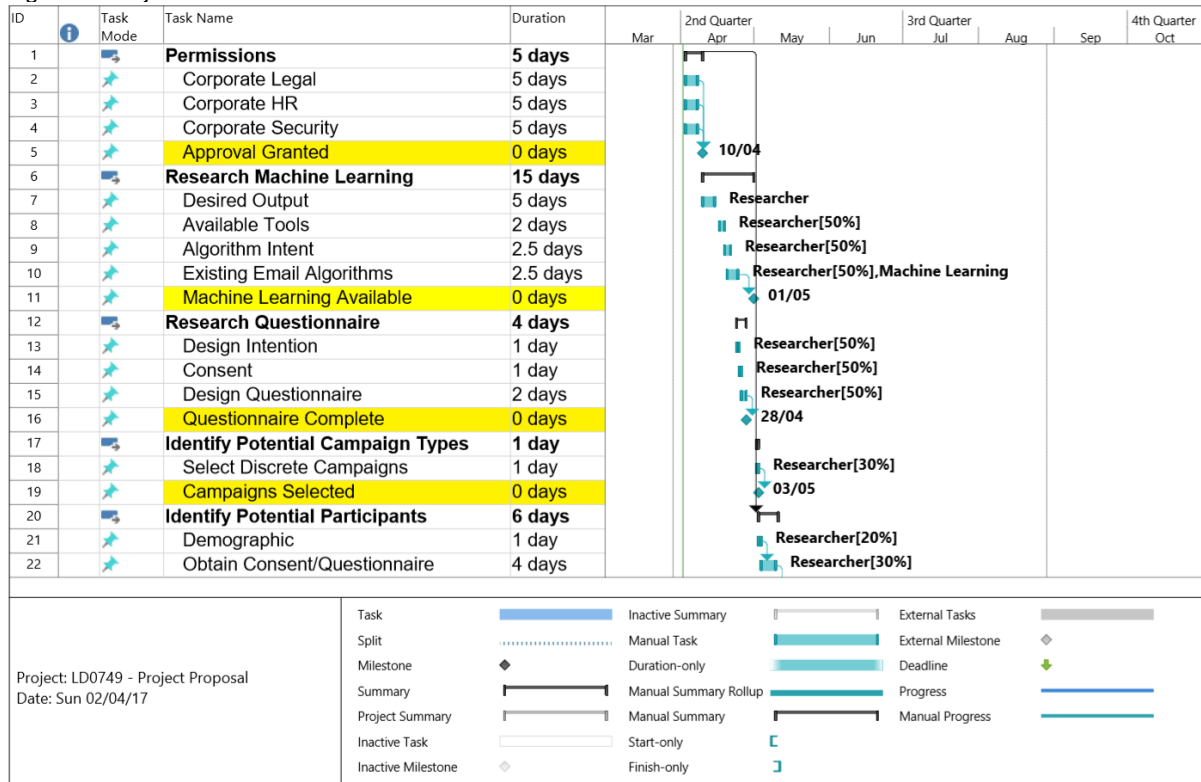 ID Task Mode Task Name Duration 2nd Quarter 3rd Quarter 4th Quarter
Mar Apr May Jun Jul Aug Sep Oct
1 Permissions 5 days
2 Corporate Legal 5 days
3 Corporate HR 5 days
4 Corporate Security 5 days
5 Approval Granted 0 days 10/04
6 Research Machine Learning 15 days
7 Desired Output 5 days Researcher
8 Available Tools 2 days Researcher[50%]
9 Algorithm Intent 2.5 days Researcher[50%]
10 Existing Email Algorithms 2.5 days Researcher[50%],Machine Learning
11 Machine Learning Available 0 days 01/05
12 Research Questionnaire 4 days
13 Design Intention 1 day Researcher[50%]
14 Consent 1 day Researcher[50%]
15 Design Questionnaire 2 days Researcher[50%]
16 Questionnaire Complete 0 days 28/04
17 Identify Potential Campaign Types 1 day
18 Select Discrete Campaigns 1 day Researcher[30%]
19 Campaigns Selected 0 days 03/05
20 Identify Potential Participants 6 days
21 Demographic 1 day Researcher[20%]
22 Obtain Consent/Questionnaire 4 days Researcher[30%]
Project: LD0749 - Project Proposal
Date: Sun 02/04/17
Task Inactive Summary External Tasks
Split Manual Task External Milestone
Milestone Duration-only Deadline
Summary Manual Summary Rollup Progress
Project Summary Manual Summary Manual Progress
Inactive Task Start-only
Inactive Milestone Finish-only